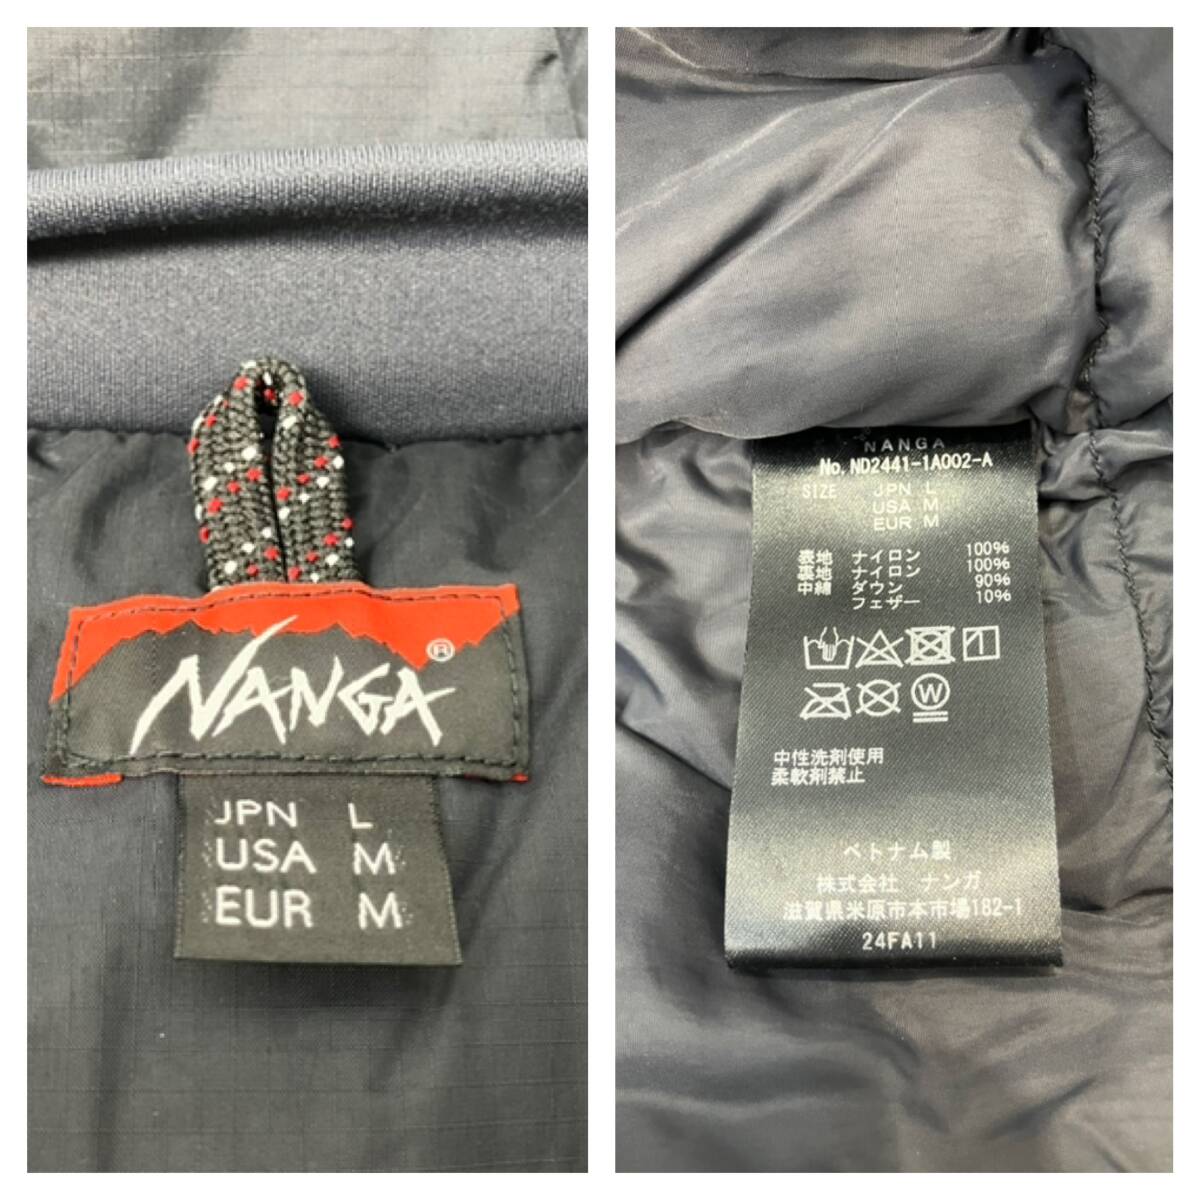 NANGA®
JPN L
USA M
EUR M
NANGA
No. ND2441-1A002-A
SIZE JPN L
USA M
EUR M
表地 ナイロン 100%
裏地 ナイロン 100%
中綿 ダウン 90%
フェザー 10%
W
中性洗剤使用
柔軟剤禁止
ベトナム製
株式会社 ナンガ
滋賀県米原市本市場182-1
24FA11